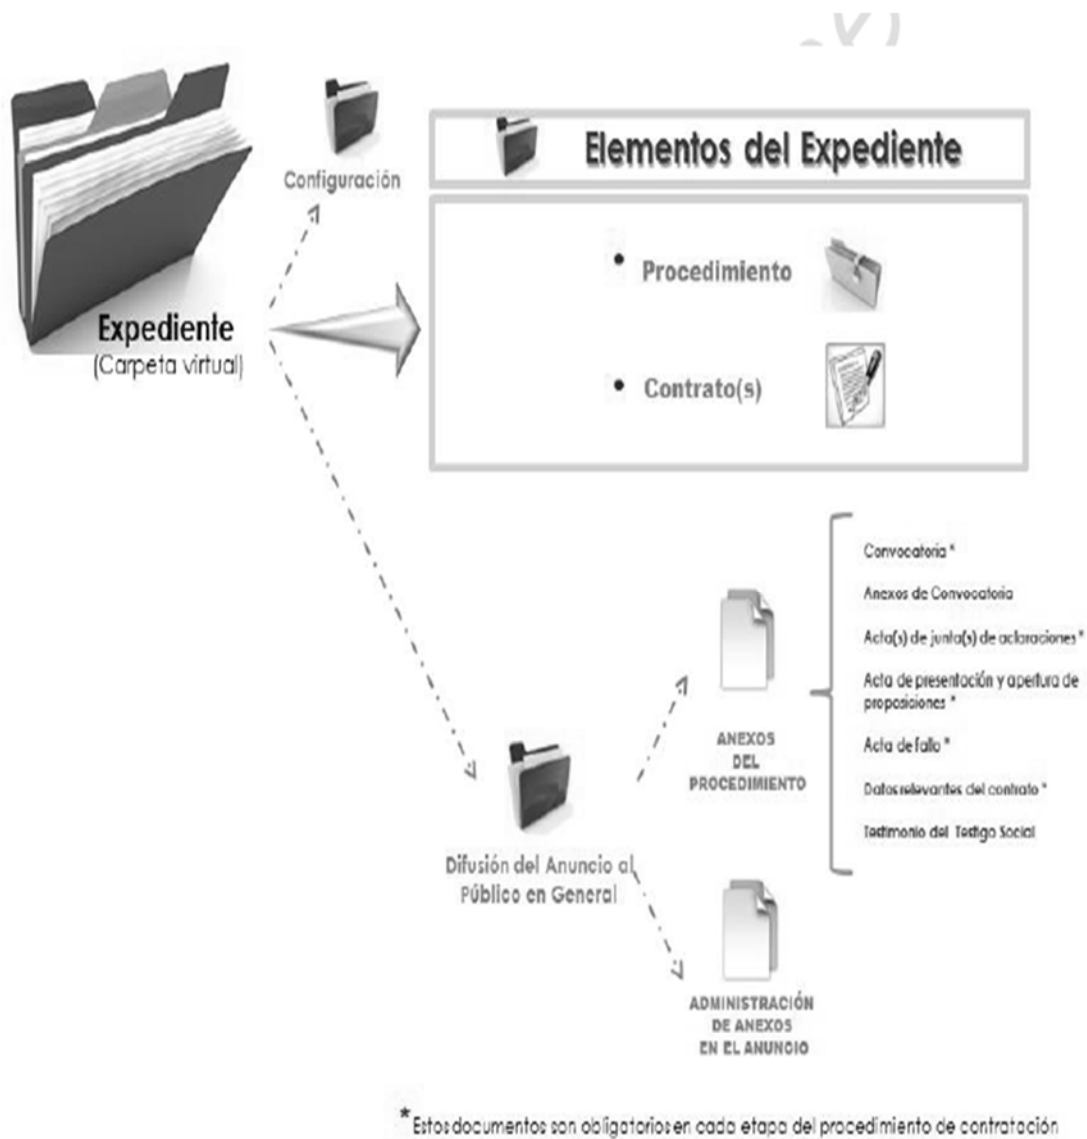 Configuración
Elementos del Expediente
• Procedimiento
Expediente
(Carpeta virtual)
• Contrato(s)
Convocatoria *
Anexos de Convocatoria
Acta(s) de junta(s) de aclaraciones *
Acta de presentación y apertura de
proposiciones *
Acta de fallo *
Datos relevantes del contrato *
Testimonio del Testigo Social
ANEXOS
DEL
PROCEDIMIENTO
Difusión del Anuncio al
Público en General
ADMINISTRACIÓN
DE ANEXOS
EN EL ANUNCIO
* Estos documentos son obligatorios en cada etapa del procedimiento de contratación